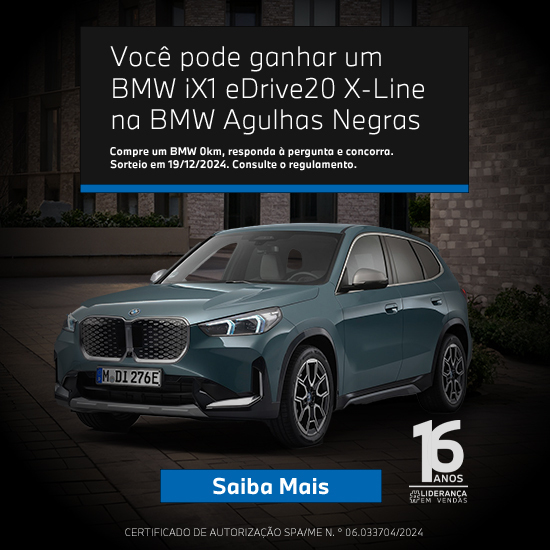 Você pode ganhar um
BMW iX1 eDrive20 X-Line
na BMW Agulhas Negras
Compre um BMW 0km, responda à pergunta e concorra.
Sorteio em 19/12/2024. Consulte o regulamento.
M DI 276E
16
ANOS
#LIDERANÇA
EM VENDAS
Saiba Mais
CERTIFICADO DE AUTORIZAÇÃO SPA/ME N. ° 06.033704/2024